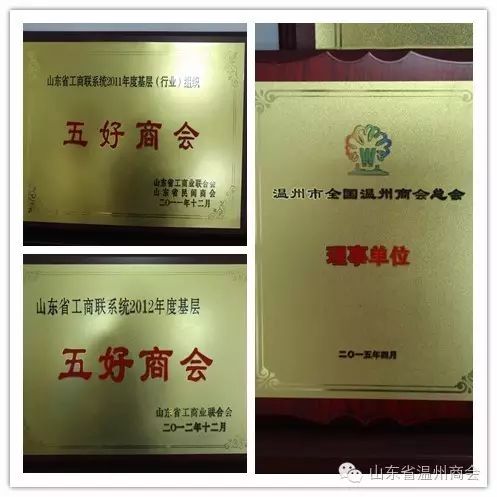 山东省工商联系统2011年度基层（行业）组织
五好商会
山东省工商业联合会
山东省民间商会
二〇一一年十二月
山东省工商联系统2012年度基层
五好商会
山东省工商业联合会
二〇一二年十二月
温州市全国温州商会总会
理事单位
二〇一五年四月
山东省温州商会